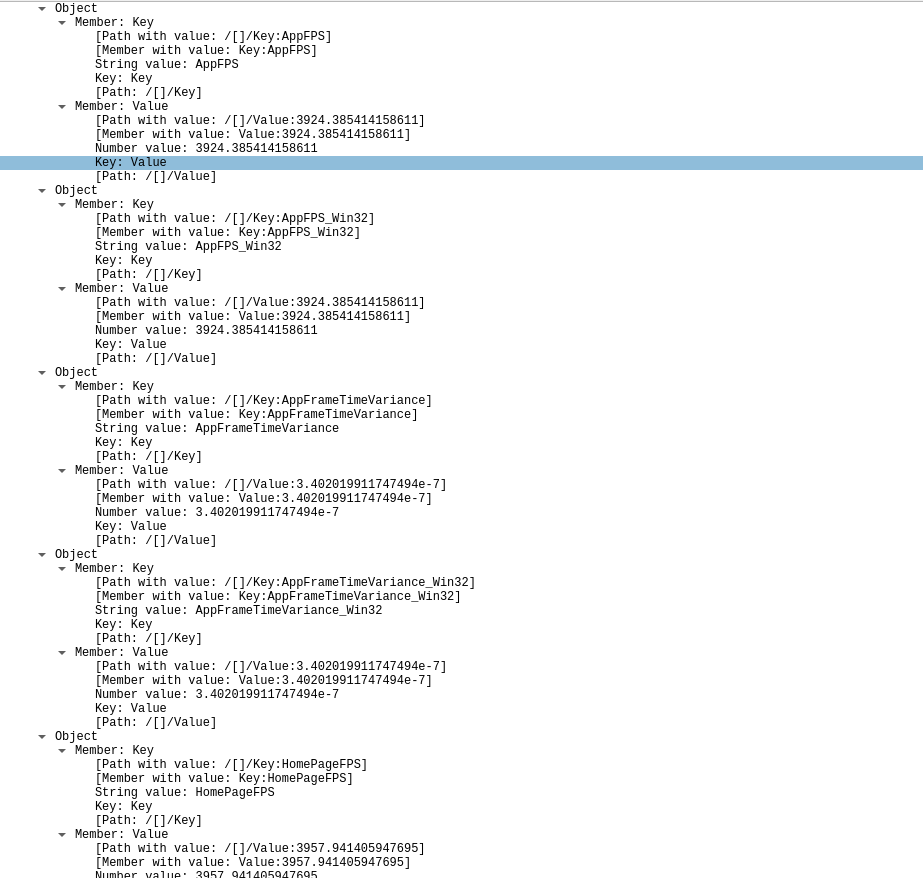 Object
Member: Key
[Path with value: /[]/Key:AppFPS]
[Member with value: Key:AppFPS]
String value: AppFPS
Key: Key
[Path: /[]/Key]
Member: Value
[Path with value: /[]/Value:3924.385414158611]
[Member with value: Value:3924.385414158611]
Number value: 3924.385414158611
Key: Value
[Path: /[]/Value]
Object
Member: Key
[Path with value: /[]/Key:AppFPS_Win32]
[Member with value: Key:AppFPS_Win32]
String value: AppFPS_Win32
Key: Key
[Path: /[]/Key]
Member: Value
[Path with value: /[]/Value:3924.385414158611]
[Member with value: Value:3924.385414158611]
Number value: 3924.385414158611
Key: Value
[Path: /[]/Value]
Object
Member: Key
[Path with value: /[]/Key:AppFrameTimeVariance]
[Member with value: Key:AppFrameTimeVariance]
String value: AppFrameTimeVariance
Key: Key
[Path: /[]/Key]
Member: Value
[Path with value: /[]/Value:3.402019911747494e-7]
[Member with value: Value:3.402019911747494e-7]
Number value: 3.402019911747494e-7
Key: Value
[Path: /[]/Value]
Object
Member: Key
[Path with value: /[]/Key:AppFrameTimeVariance_Win32]
[Member with value: Key:AppFrameTimeVariance_Win32]
String value: AppFrameTimeVariance_Win32
Key: Key
[Path: /[]/Key]
Member: Value
[Path with value: /[]/Value:3.402019911747494e-7]
[Member with value: Value:3.402019911747494e-7]
Number value: 3.402019911747494e-7
Key: Value
[Path: /[]/Value]
Object
Member: Key
[Path with value: /[]/Key:HomePageFPS]
[Member with value: Key:HomePageFPS]
String value: HomePageFPS
Key: Key
[Path: /[]/Key]
Member: Value
[Path with value: /[]/Value:3957.941405947695]
[Member with value: Value:3957.941405947695]
Number value: 3957.941405947695